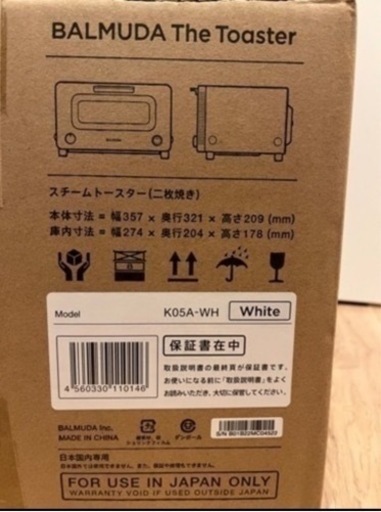 BALMUDA The Toaster
スチームトースター(二枚焼き)
本体寸法 = 幅357 × 奥行321 × 高さ209 (mm)
庫内寸法 = 幅274 × 奥行204 × 高さ178 (mm)
Model K05A-WH White
4 560330 110146
保証書在中
取扱説明書の最終頁が保証書です。
お使いになる前に「取扱説明書」をよく
お読みいただき、大切に保管してください。
BALMUDA Inc.
MADE IN CHINA
ダンボール
S/N
日本国内専用
FOR USE IN JAPAN ONLY
WARRANTY VOID IF USED OUTSIDE JAPAN